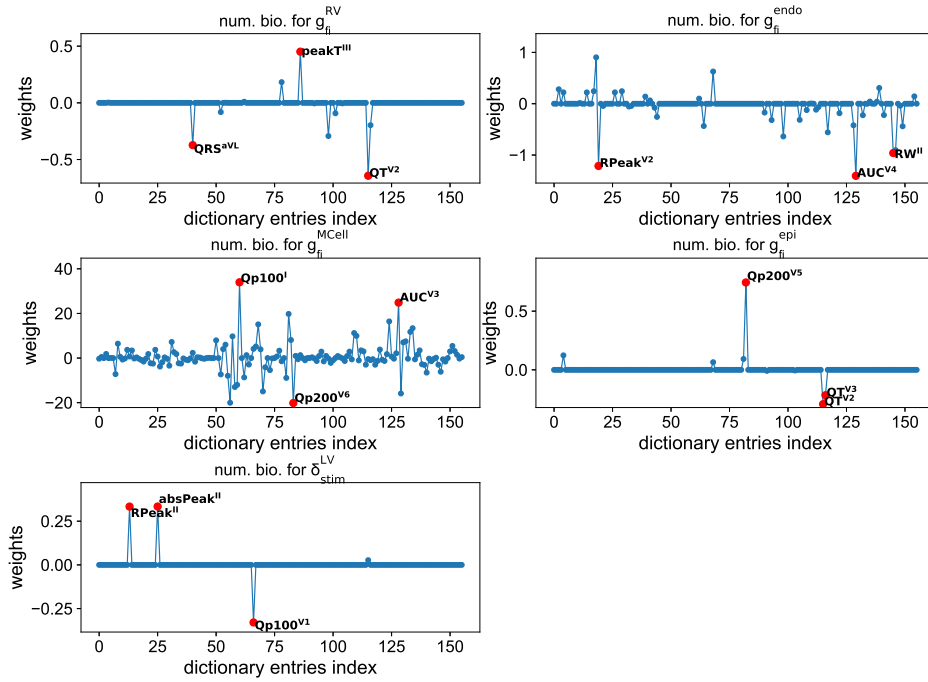 num. bio. for g_fi^RV
weights
0.5
0.0
−0.5
peakT^III
QRS^aVL
QT^V2
0 25 50 75 100 125 150
dictionary entries index
num. bio. for g_fi^endo
weights
1
0
−1
RPeak^V2
AUC^V4
RW^II
0 25 50 75 100 125 150
dictionary entries index
num. bio. for g_fi^MCell
weights
40
20
0
−20
Qp100^I
AUC^V3
Qp200^V6
0 25 50 75 100 125 150
dictionary entries index
num. bio. for g_fi^epi
weights
0.5
0.0
Qp200^V5
QT^V3
QT^V2
0 25 50 75 100 125 150
dictionary entries index
num. bio. for δ_stim^LV
weights
0.25
0.00
−0.25
absPeak^II
RPeak^II
Qp100^V1
0 25 50 75 100 125 150
dictionary entries index